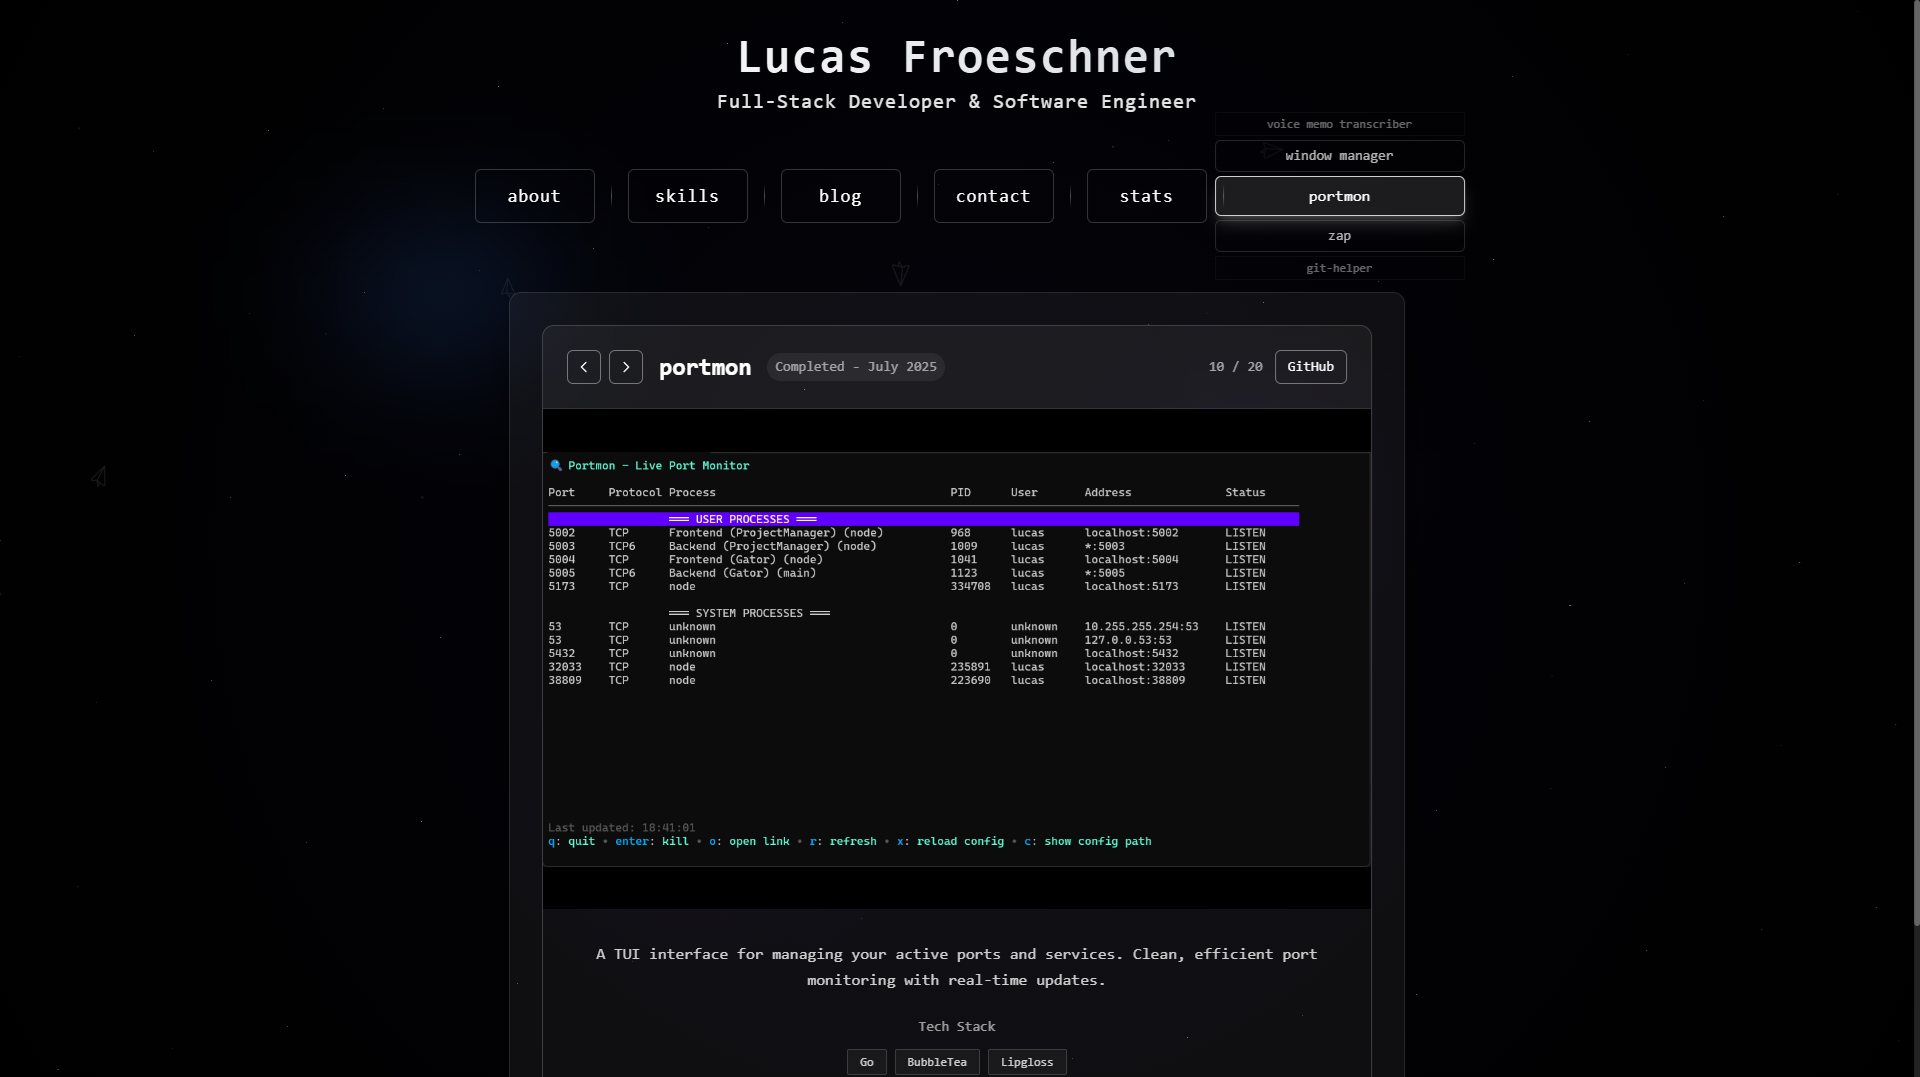 Lucas Froeschner
Full-Stack Developer & Software Engineer
about
skills
blog
contact
stats
voice memo transcriber
window manager
portmon
zap
git-helper
portmon
Completed - July 2025
10 / 20
GitHub
Portmon - Live Port Monitor
Port Protocol Process PID User Address Status
═══ USER PROCESSES ═══
5002 TCP Frontend (ProjectManager) (node) 968 lucas localhost:5002 LISTEN
5003 TCP6 Backend (ProjectManager) (node) 1009 lucas *:5003 LISTEN
5004 TCP Frontend (Gator) (node) 1041 lucas localhost:5004 LISTEN
5005 TCP6 Backend (Gator) (main) 1123 lucas *:5005 LISTEN
5173 TCP node 334708 lucas localhost:5173 LISTEN
═══ SYSTEM PROCESSES ═══
53 TCP unknown 0 unknown 10.255.255.254:53 LISTEN
53 TCP unknown 0 unknown 127.0.0.53:53 LISTEN
5432 TCP unknown 0 unknown localhost:5432 LISTEN
32033 TCP node 235891 lucas localhost:32033 LISTEN
38809 TCP node 223690 lucas localhost:38809 LISTEN
Last updated: 18:41:01
q: quit • enter: kill • o: open link • r: refresh • x: reload config • c: show config path
A TUI interface for managing your active ports and services. Clean, efficient port
monitoring with real-time updates.
Tech Stack
Go
BubbleTea
Lipgloss